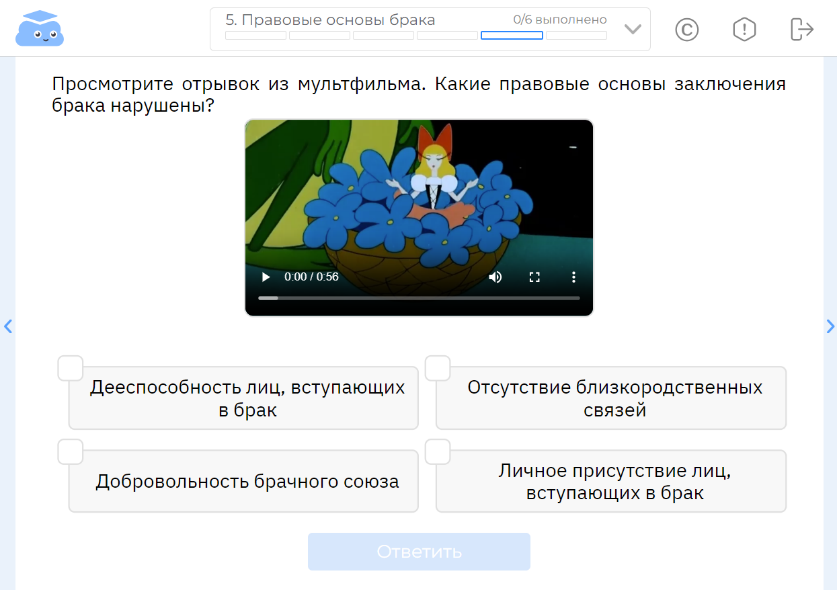 5. Правовые основы брака
0/6 выполнено
Просмотрите отрывок из мультфильма. Какие правовые основы заключения
брака нарушены?
0:00 / 0:56
Дееспособность лиц, вступающих
в брак
Отсутствие близкородственных
связей
Добровольность брачного союза
Личное присутствие лиц,
вступающих в брак
Ответить